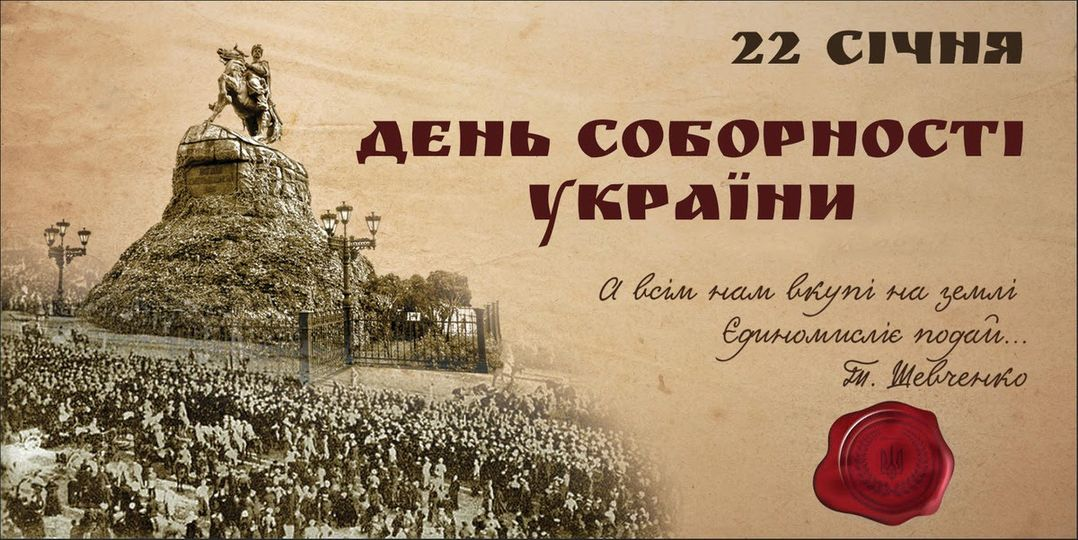 22 СІЧНЯ
ДЕНЬ СОБОРНОСТІ
УКРАЇНИ
А всім нам вкупі на землі
Єдиномисліє подай...
Т. Шевченко